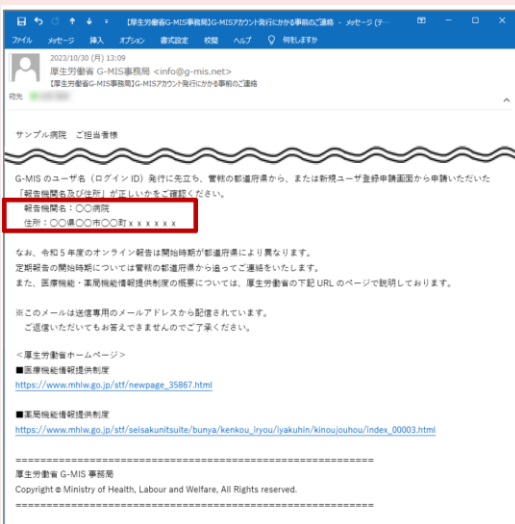 【厚生労働省G-MIS事務局】G-MISアカウント発行にかかる事前のご連絡 - メッセージ (テ…
ファイル メッセージ 挿入 オプション 書式設定 校閲 ヘルプ 何をしますか
2023/10/30 (月) 13:09
厚生労働省 G-MIS事務局 <info@g-mis.net>
【厚生労働省G-MIS事務局】G-MISアカウント発行にかかる事前のご連絡
宛先
サンプル病院 ご担当者様
G-MIS のユーザ名(ログイン ID)発行に先立ち、管轄の都道府県から、または新規ユーザ登録申請画面から申請いただいた
「報告機関名及び住所」が正しいかをご確認ください。
報告機関名:〇〇病院
住所:〇〇県〇〇市〇〇町xxxxxx
なお、令和5年度のオンライン報告は開始時期が都道府県により異なります。
定期報告の開始時期については管轄の都道府県から追ってご連絡をいたします。
また、医療機能・薬局機能情報提供制度の概要については、厚生労働省の下記 URL のページで説明しております。
※このメールは送信専用のメールアドレスから配信されています。
ご返信いただいてもお答えできませんのでご了承ください。
<厚生労働省ホームページ>
■医療機能情報提供制度
https://www.mhlw.go.jp/stf/newpage_35867.html
■薬局機能情報提供制度
https://www.mhlw.go.jp/stf/seisakunitsuite/bunya/kenkou_iryou/iyakuhin/kinoujouhou/index_00003.html
==========================================================
厚生労働省 G-MIS 事務局
Copyright © Ministry of Health, Labour and Welfare, All Rights reserved.
==========================================================